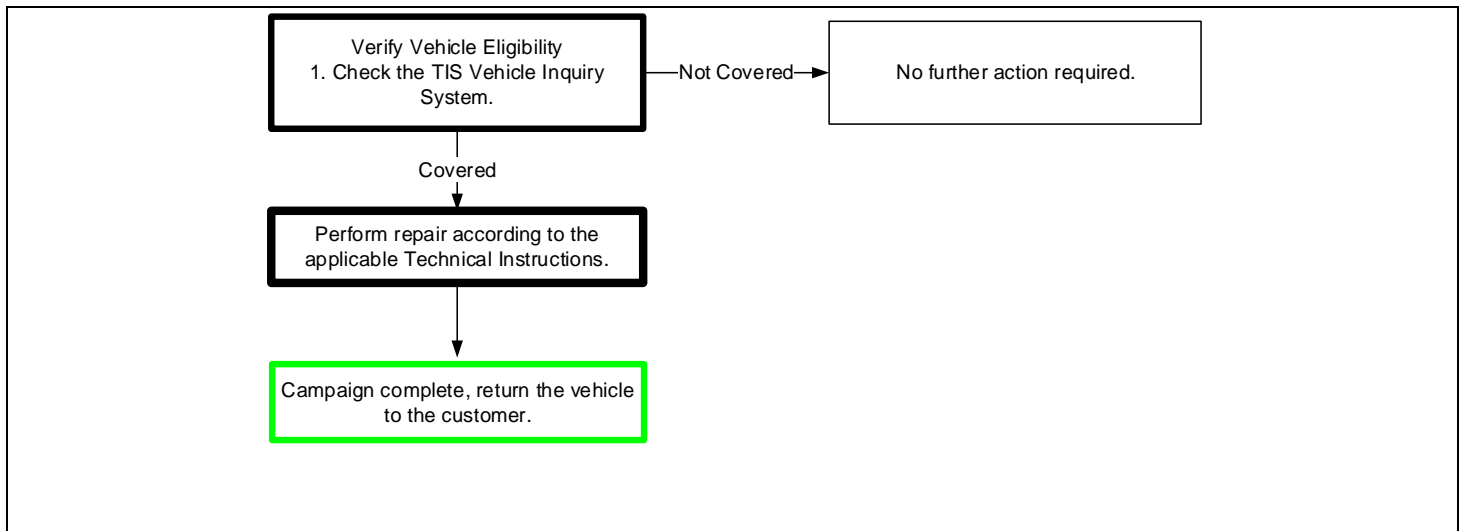 Verify Vehicle Eligibility
1. Check the TIS Vehicle Inquiry
System.
Not Covered
No further action required.
Covered
Perform repair according to the
applicable Technical Instructions.
Campaign complete, return the vehicle
to the customer.